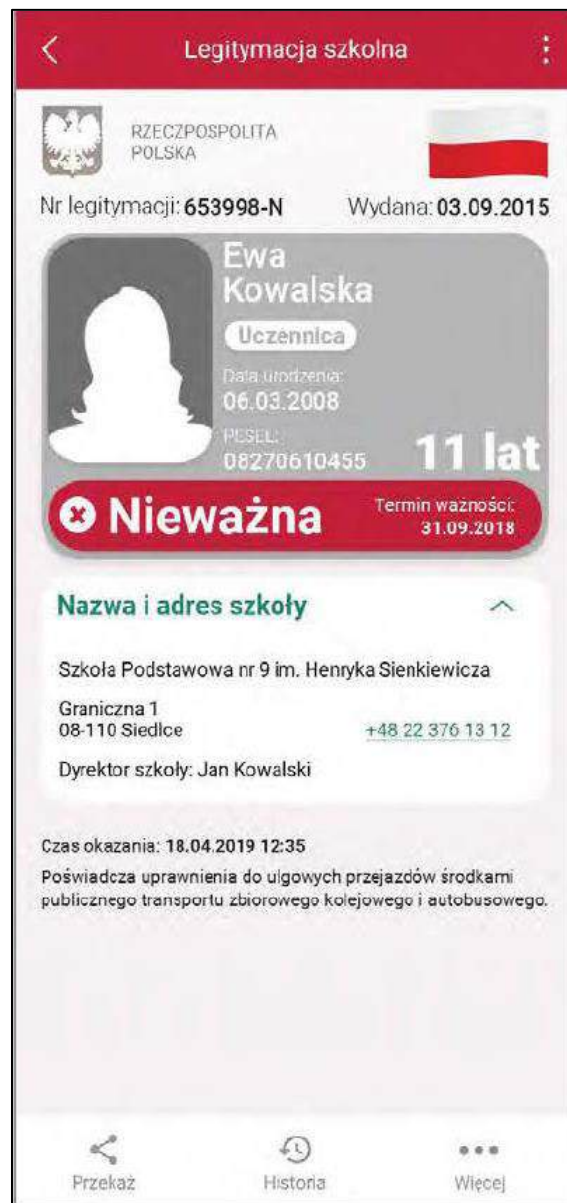 Legitymacja szkolna
RZECZPOSPOLITA
POLSKA
Nr legitymacji: 653998-N Wydana: 03.09.2015
Ewa
Kowalska
Uczennica
Data urodzenia:
06.03.2008
PESEL:
08270610455 11 lat
Nieważna
Termin ważności:
31.09.2018
Nazwa i adres szkoły
Szkoła Podstawowa nr 9 im. Henryka Sienkiewicza
Graniczna 1
08-110 Siedlce +48 22 376 13 12
Dyrektor szkoły: Jan Kowalski
Czas okazania: 18.04.2019 12:35
Poświadcza uprawnienia do ulgowych przejazdów środkami
publicznego transportu zbiorowego kolejowego i autobusowego.
Przekaż Historia Więcej